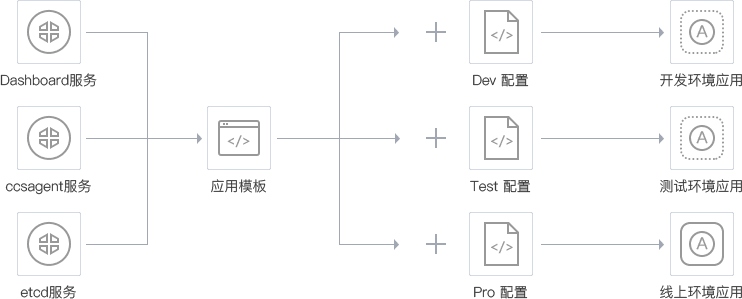 Dashboard服务
Dev 配置
开发环境应用
ccsagent服务
应用模板
Test 配置
测试环境应用
etcd服务
Pro 配置
线上环境应用